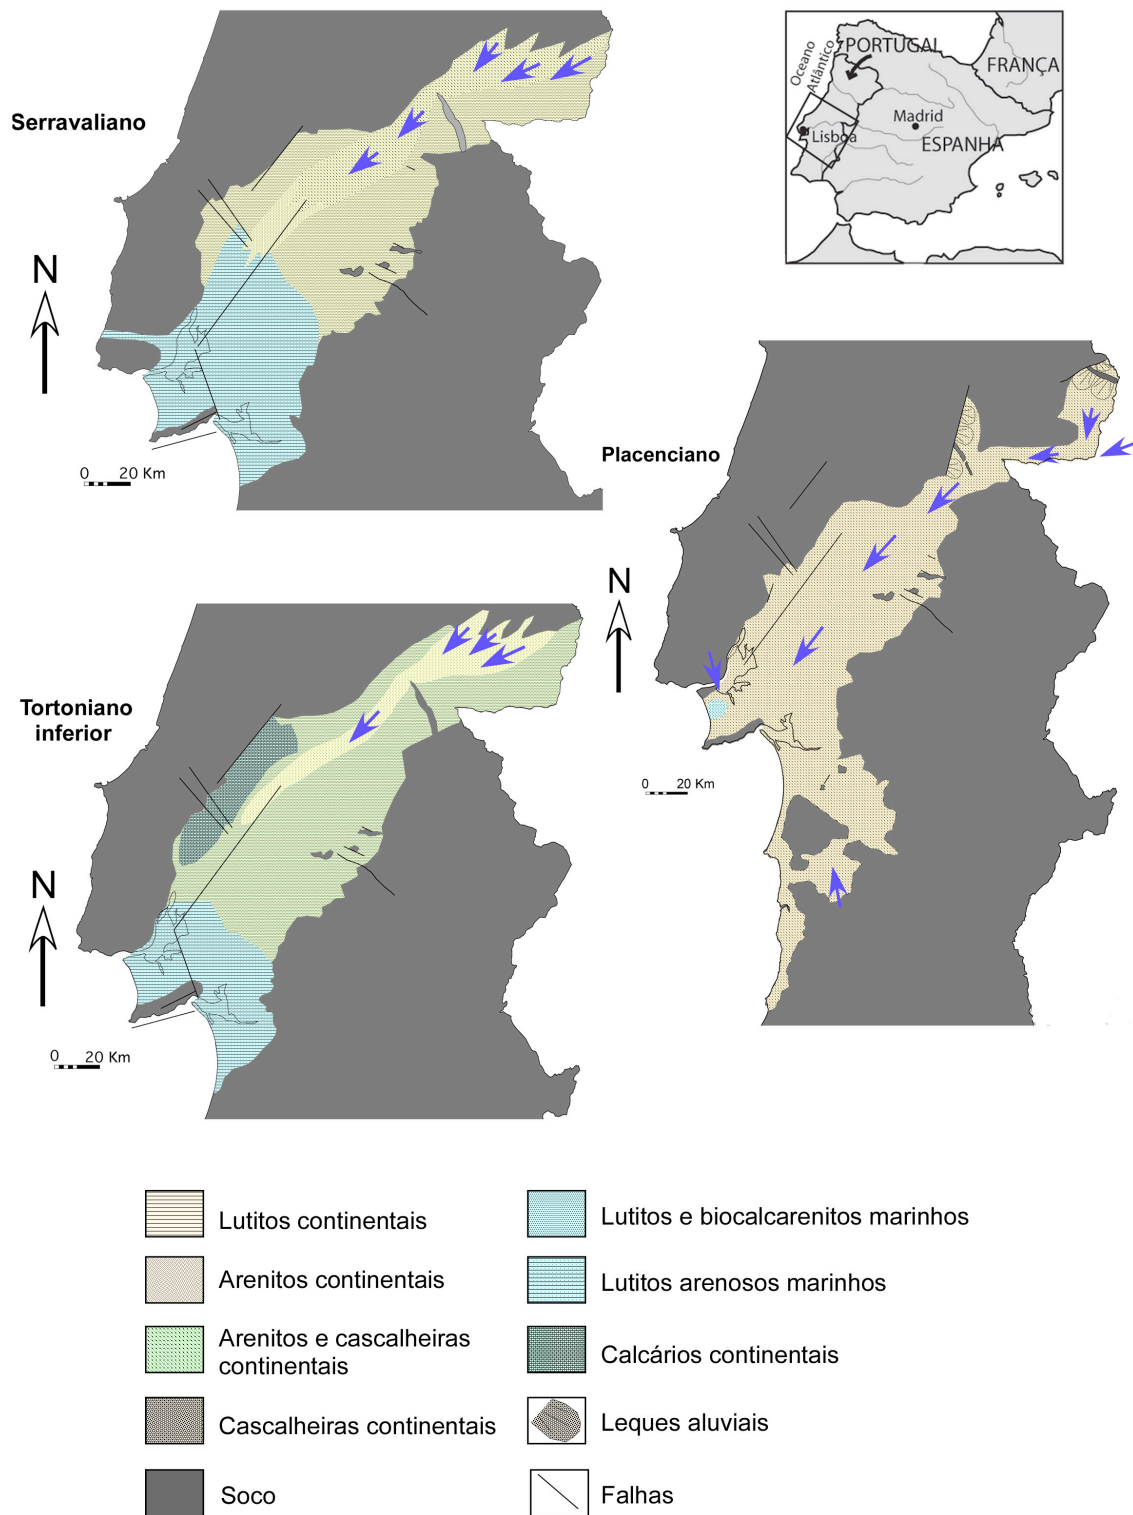 Serravaliano
N
0 20 Km
Oceano
Atlântico
PORTUGAL
FRANÇA
Madrid
Lisboa
ESPANHA
Placenciano
N
0 20 Km
Tortoniano
inferior
N
0 20 Km
Lutitos continentais
Arenitos continentais
Arenitos e cascalheiras
continentais
Cascalheiras continentais
Soco
Lutitos e biocalcarenitos marinhos
Lutitos arenosos marinhos
Calcários continentais
Leques aluviais
Falhas